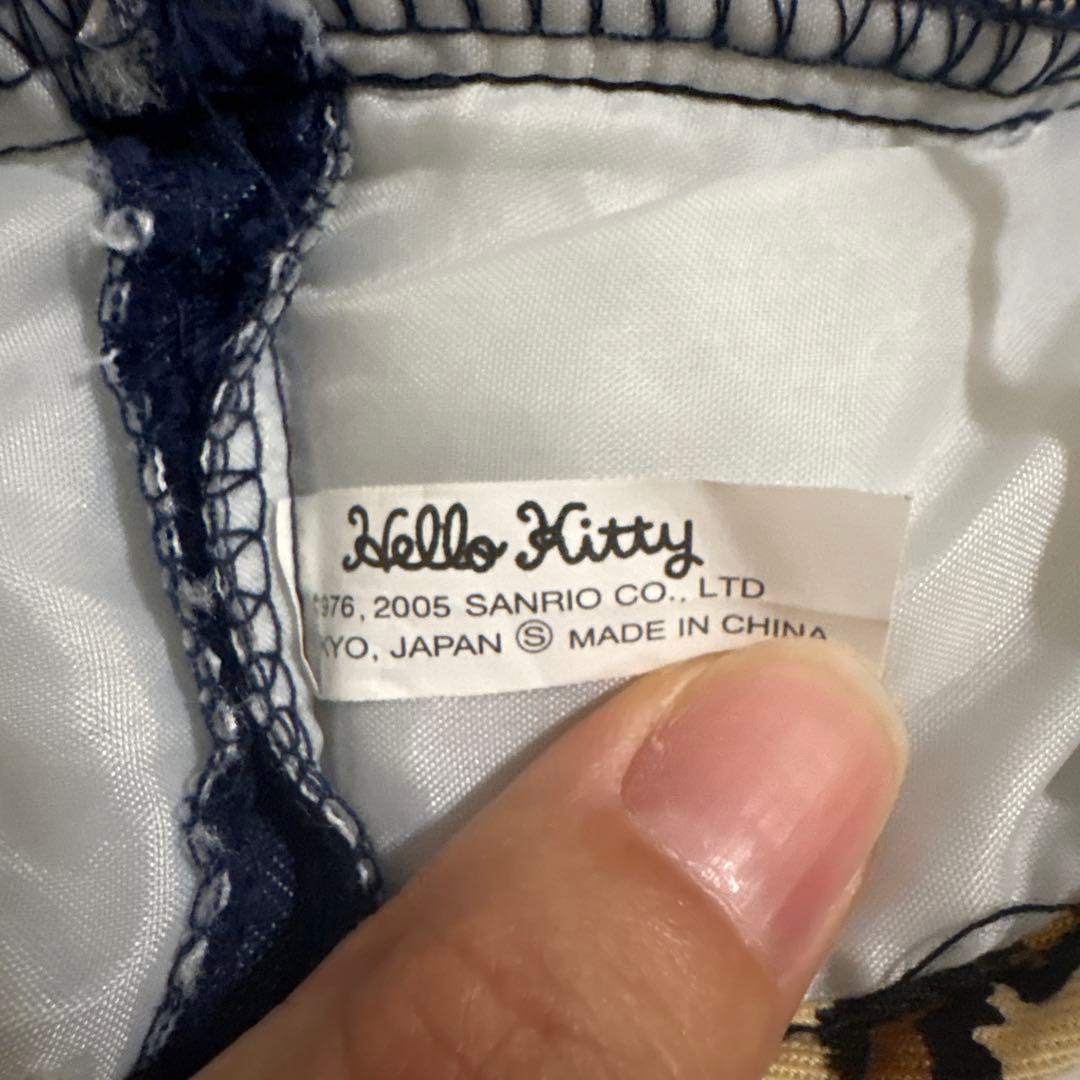 Hello Kitty
976, 2005 SANRIO CO., LTD
KYO, JAPAN Ⓢ MADE IN CHINA